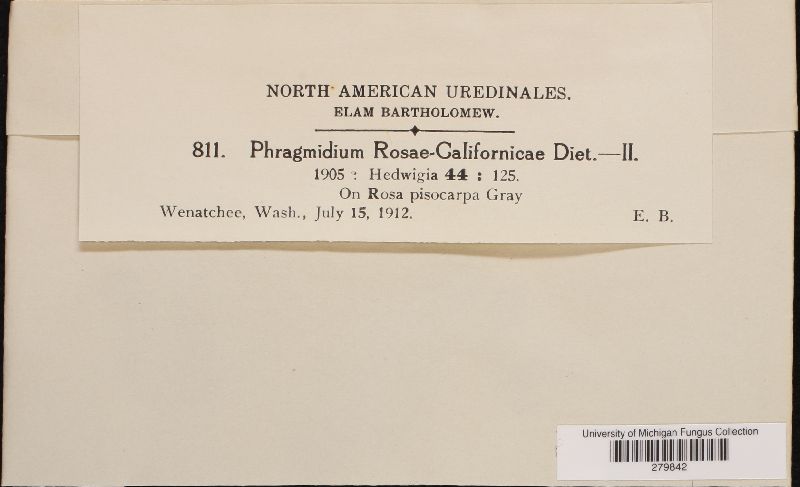 NORTH AMERICAN UREDINALES.
ELAM BARTHOLOMEW.
811. Phragmidium Rosae-Californicae Diet.—II.
1905 : Hedwigia 44 : 125.
On Rosa pisocarpa Gray
Wenatchee, Wash., July 15, 1912. E. B.
University of Michigan Fungus Collection
279842